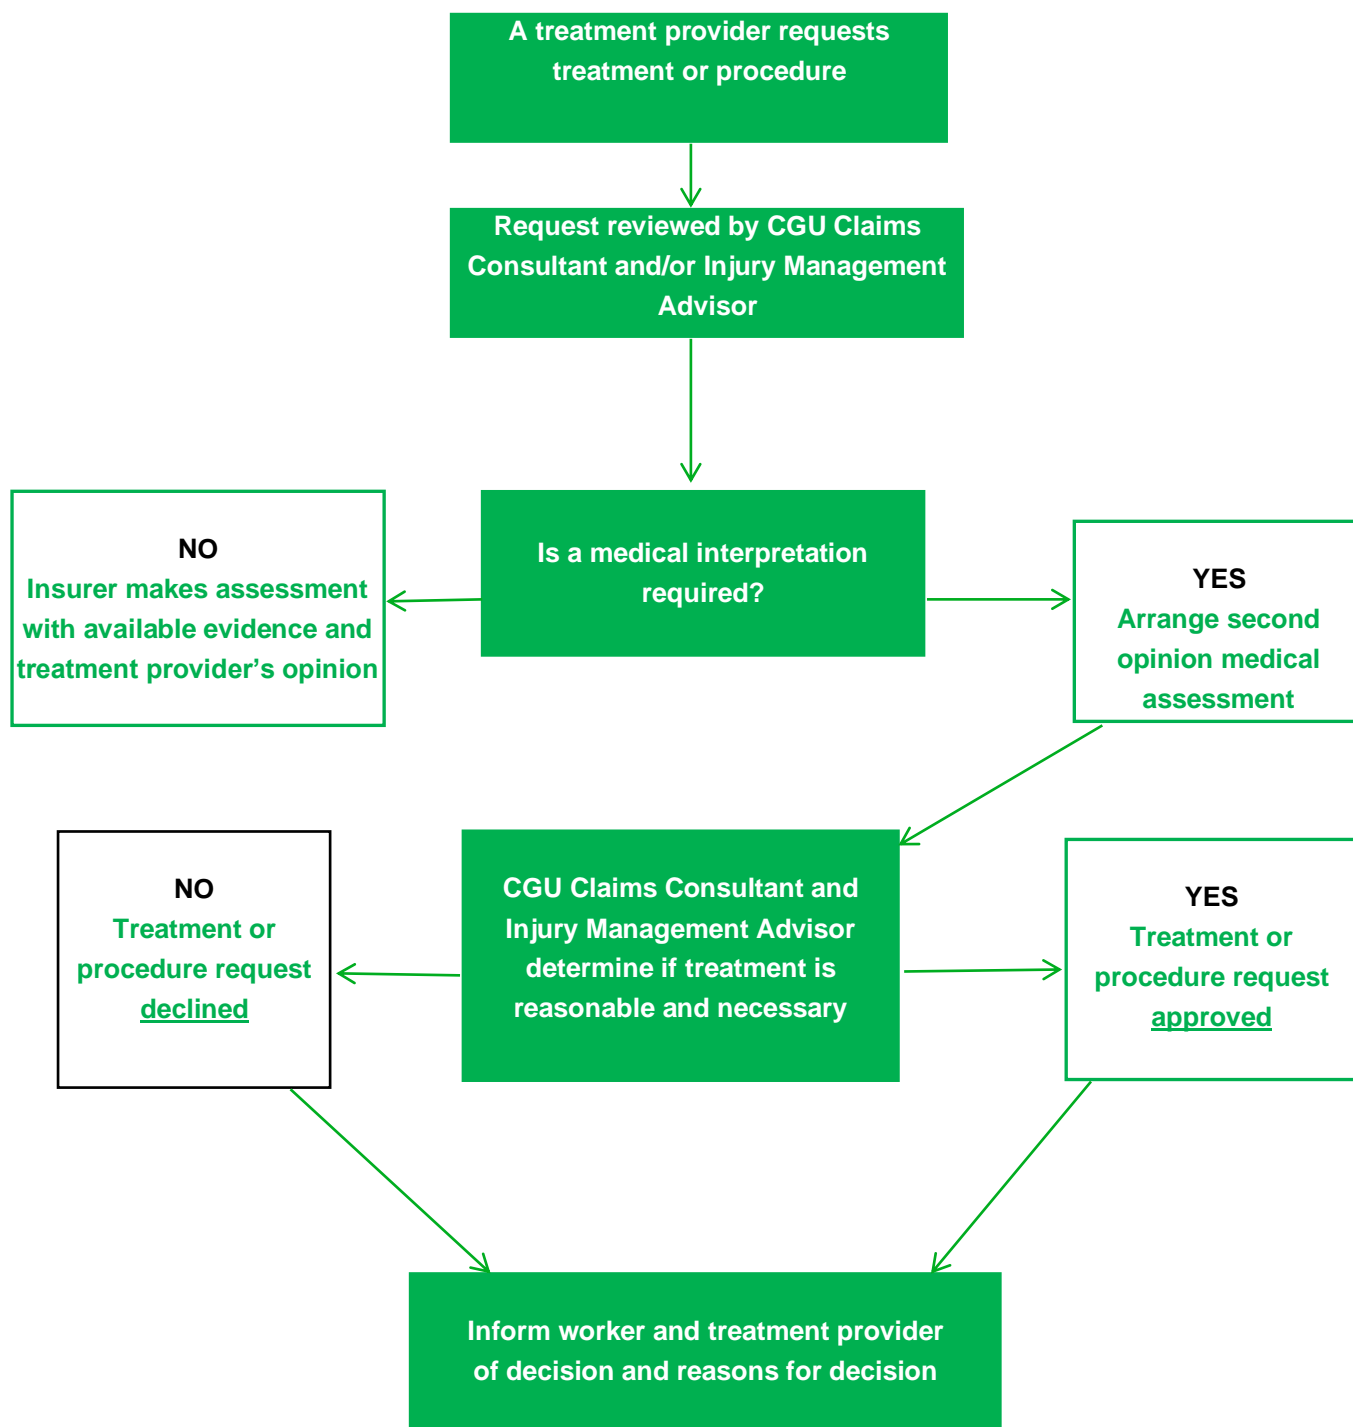 A treatment provider requests
treatment or procedure
Request reviewed by CGU Claims
Consultant and/or Injury Management
Advisor
Is a medical interpretation
required?
NO
Insurer makes assessment
with available evidence and
treatment provider’s opinion
YES
Arrange second
opinion medical
assessment
CGU Claims Consultant and
Injury Management Advisor
determine if treatment is
reasonable and necessary
NO
Treatment or
procedure request
declined
YES
Treatment or
procedure request
approved
Inform worker and treatment provider
of decision and reasons for decision